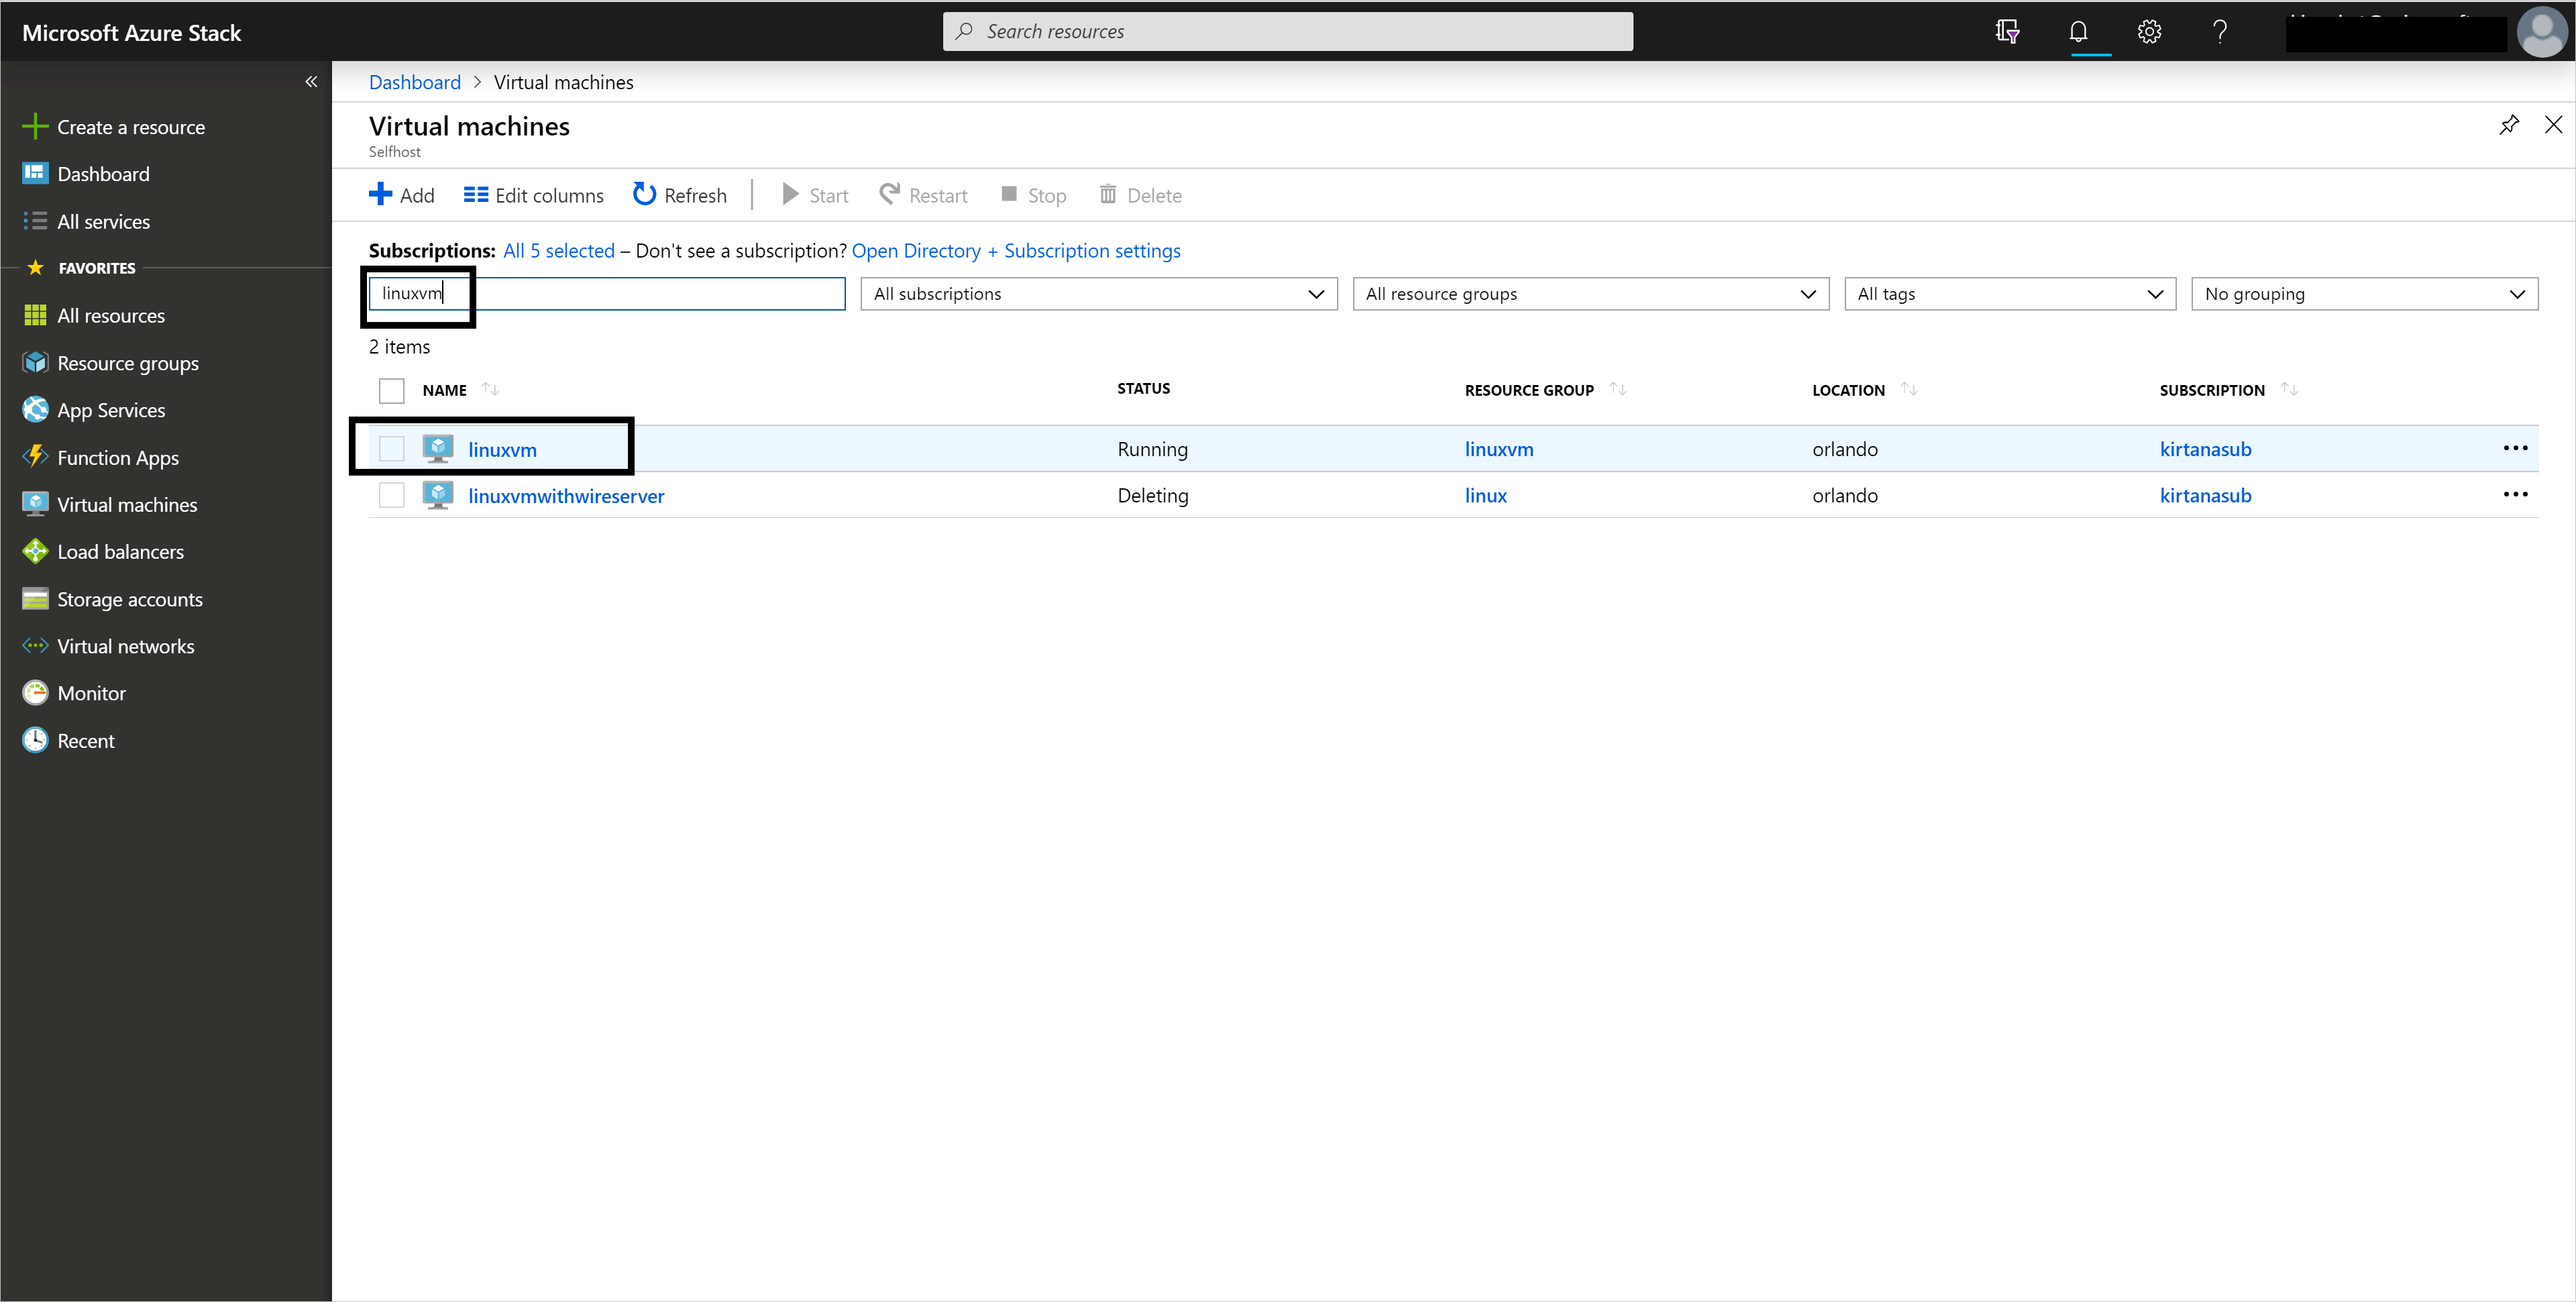 Microsoft Azure Stack
Search resources
Dashboard > Virtual machines
Create a resource
Dashboard
All services
FAVORITES
All resources
Resource groups
App Services
Function Apps
Virtual machines
Load balancers
Storage accounts
Virtual networks
Monitor
Recent
Virtual machines
Selfhost
Add Edit columns Refresh Start Restart Stop Delete
Subscriptions: All 5 selected – Don't see a subscription? Open Directory + Subscription settings
linuxvm All subscriptions All resource groups All tags No grouping
2 items
NAME STATUS RESOURCE GROUP LOCATION SUBSCRIPTION
linuxvm Running linuxvm orlando kirtanasub
linuxvmwithwireserver Deleting linux orlando kirtanasub